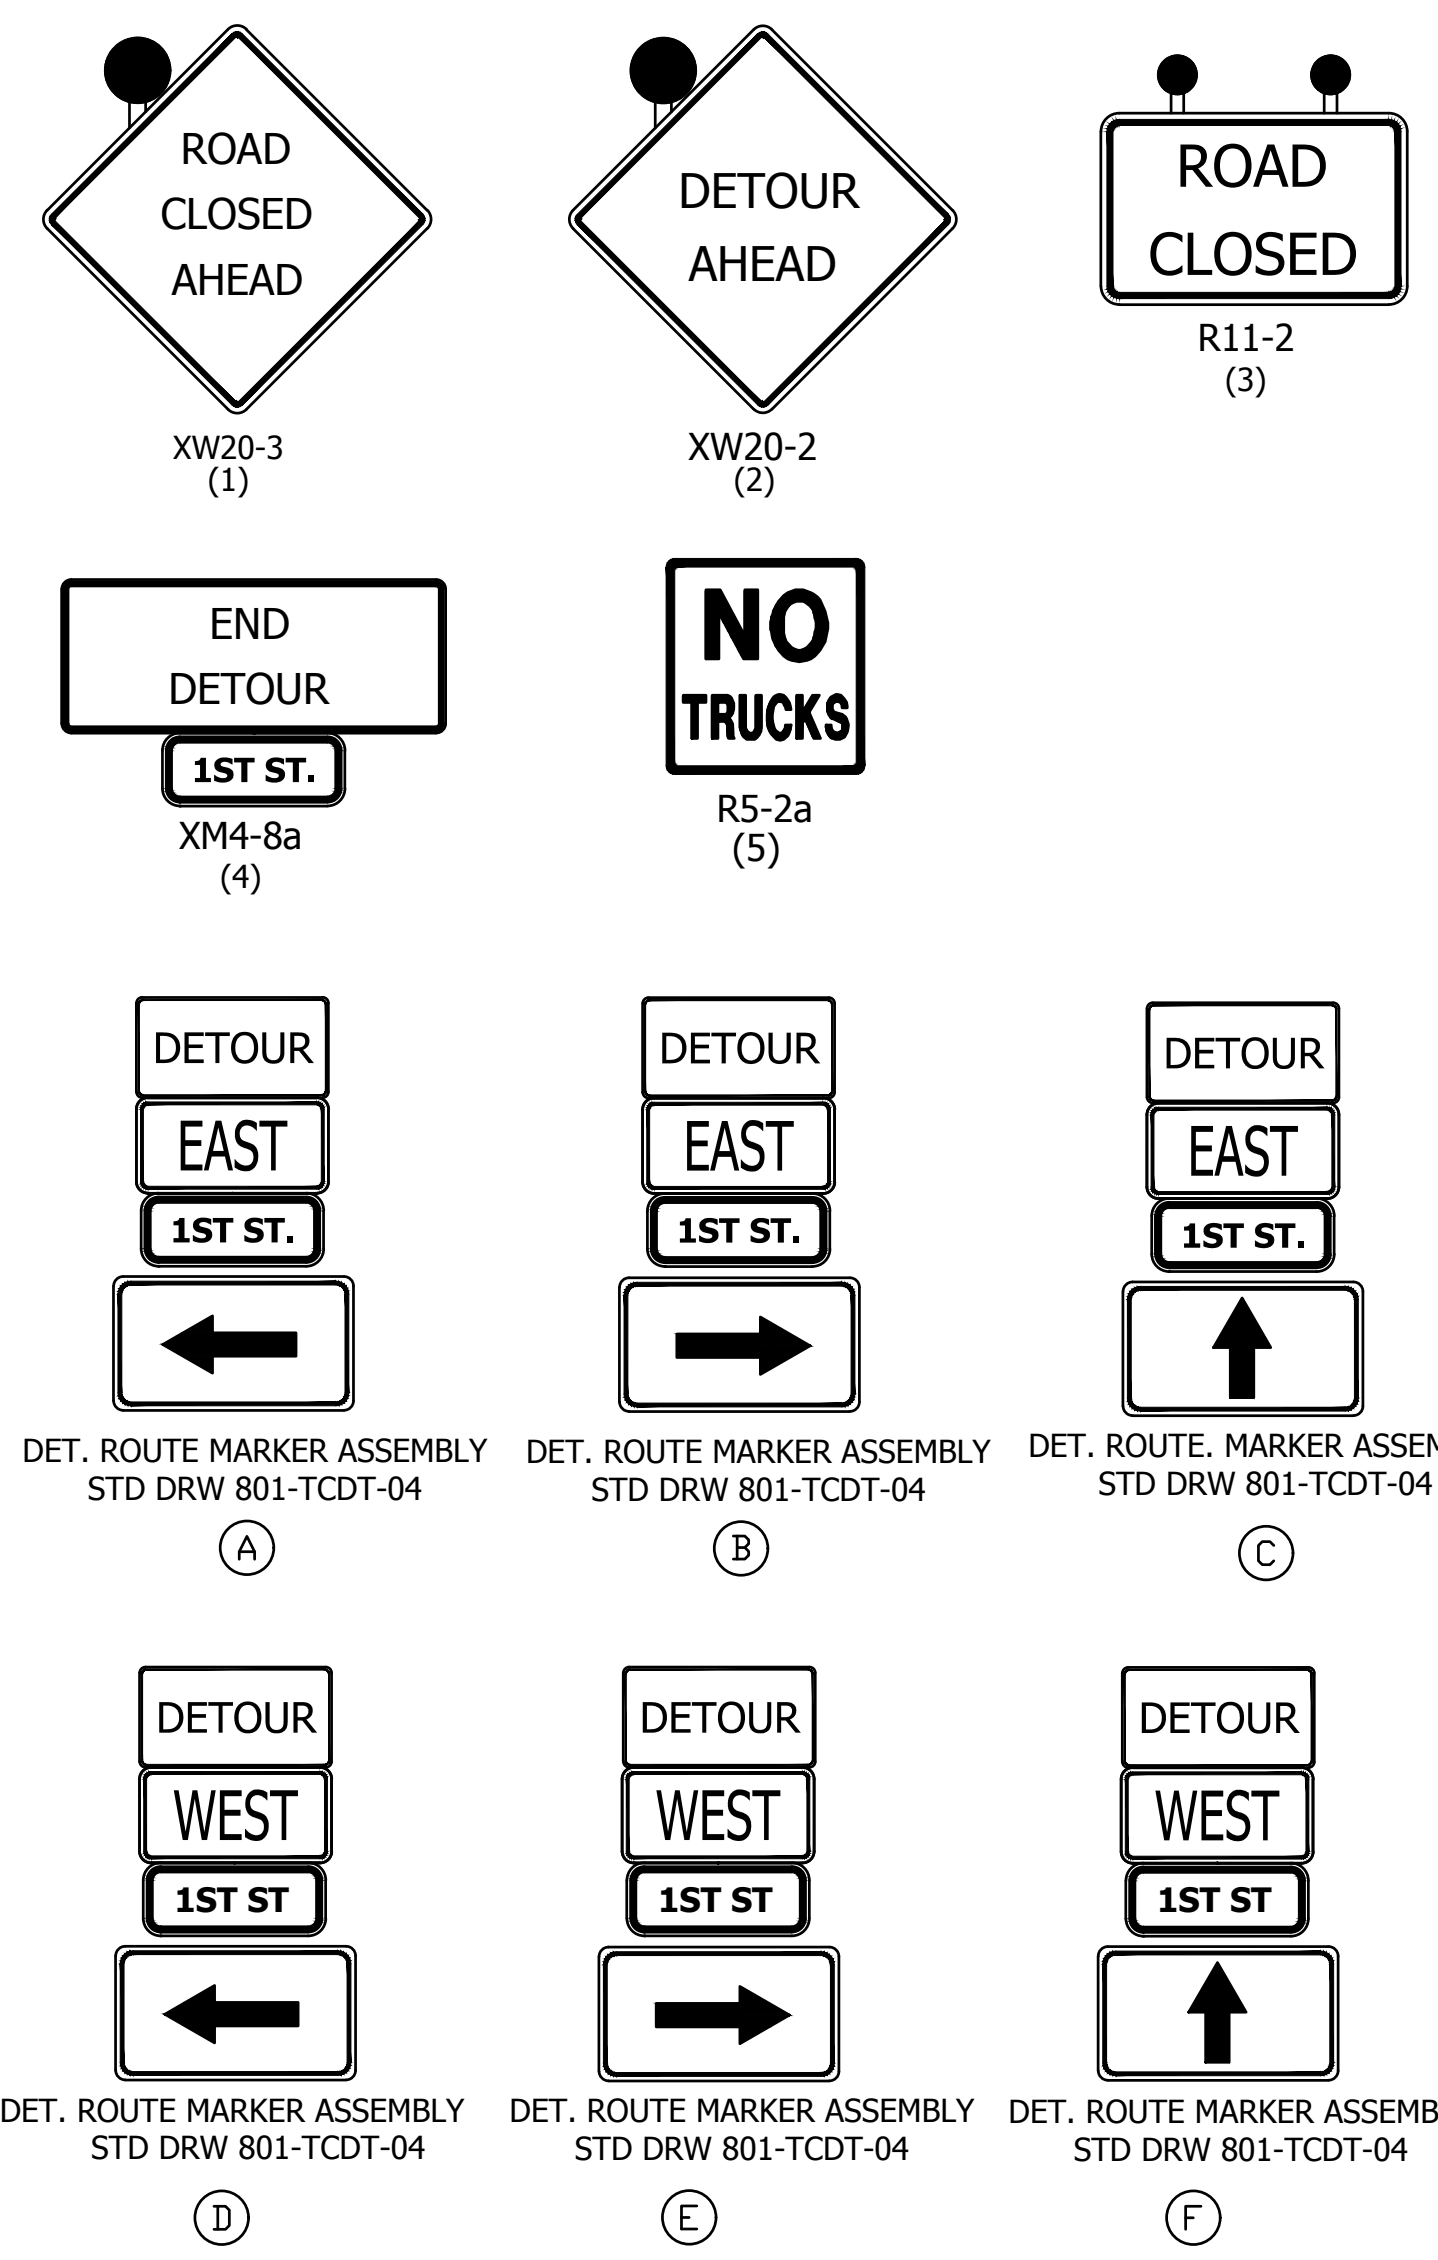 ROAD
CLOSED
AHEAD
XW20-3
(1)
DETOUR
AHEAD
XW20-2
(2)
ROAD
CLOSED
R11-2
(3)
END
DETOUR
1ST ST.
XM4-8a
(4)
NO
TRUCKS
R5-2a
(5)
DETOUR
EAST
1ST ST.
DET. ROUTE MARKER ASSEMBLY
STD DRW 801-TCDT-04
A
DETOUR
EAST
1ST ST.
DET. ROUTE MARKER ASSEMBLY
STD DRW 801-TCDT-04
B
DETOUR
EAST
1ST ST.
DET. ROUTE. MARKER
STD DRW 801-TCDT-04
C
DETOUR
WEST
1ST ST
DET. ROUTE MARKER ASSEMBLY
STD DRW 801-TCDT-04
D
DETOUR
WEST
1ST ST
DET. ROUTE MARKER ASSEMBLY
STD DRW 801-TCDT-04
E
DETOUR
WEST
1ST ST
DET. ROUTE MARKER ASSEMB
STD DRW 801-TCDT-04
F